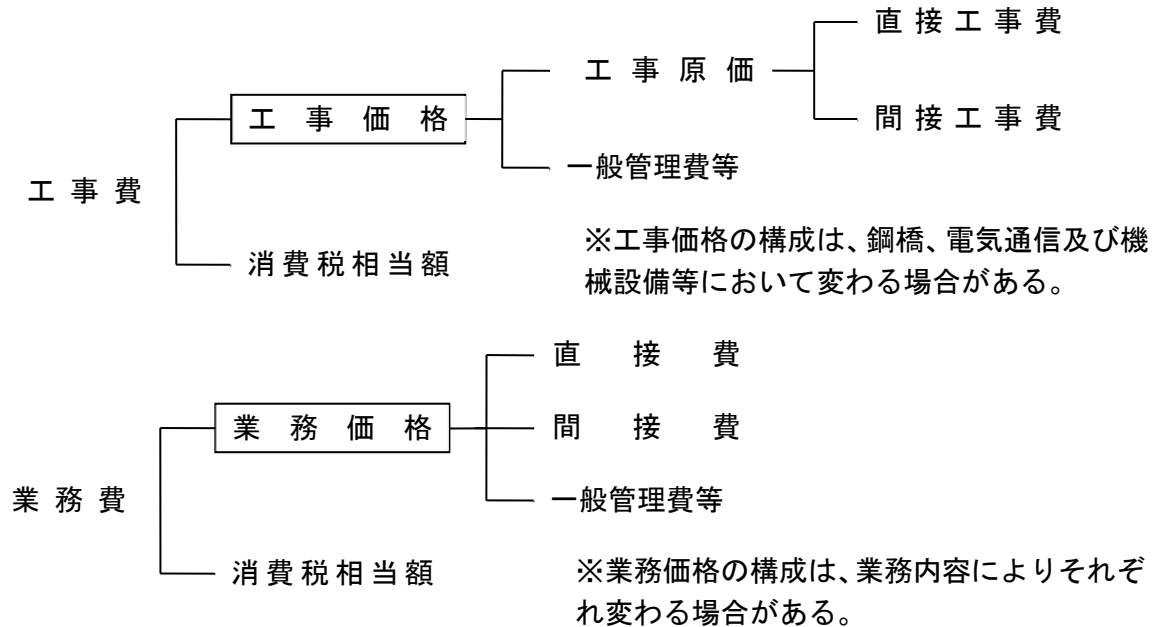 直接工事費
工事原価
工事価格
間接工事費
一般管理費等
工事費
消費税相当額
※工事価格の構成は、鋼橋、電気通信及び機
械設備等において変わる場合がある。
直接費
業務価格
間接費
業務費
一般管理費等
消費税相当額
※業務価格の構成は、業務内容によりそれぞ
れ変わる場合がある。